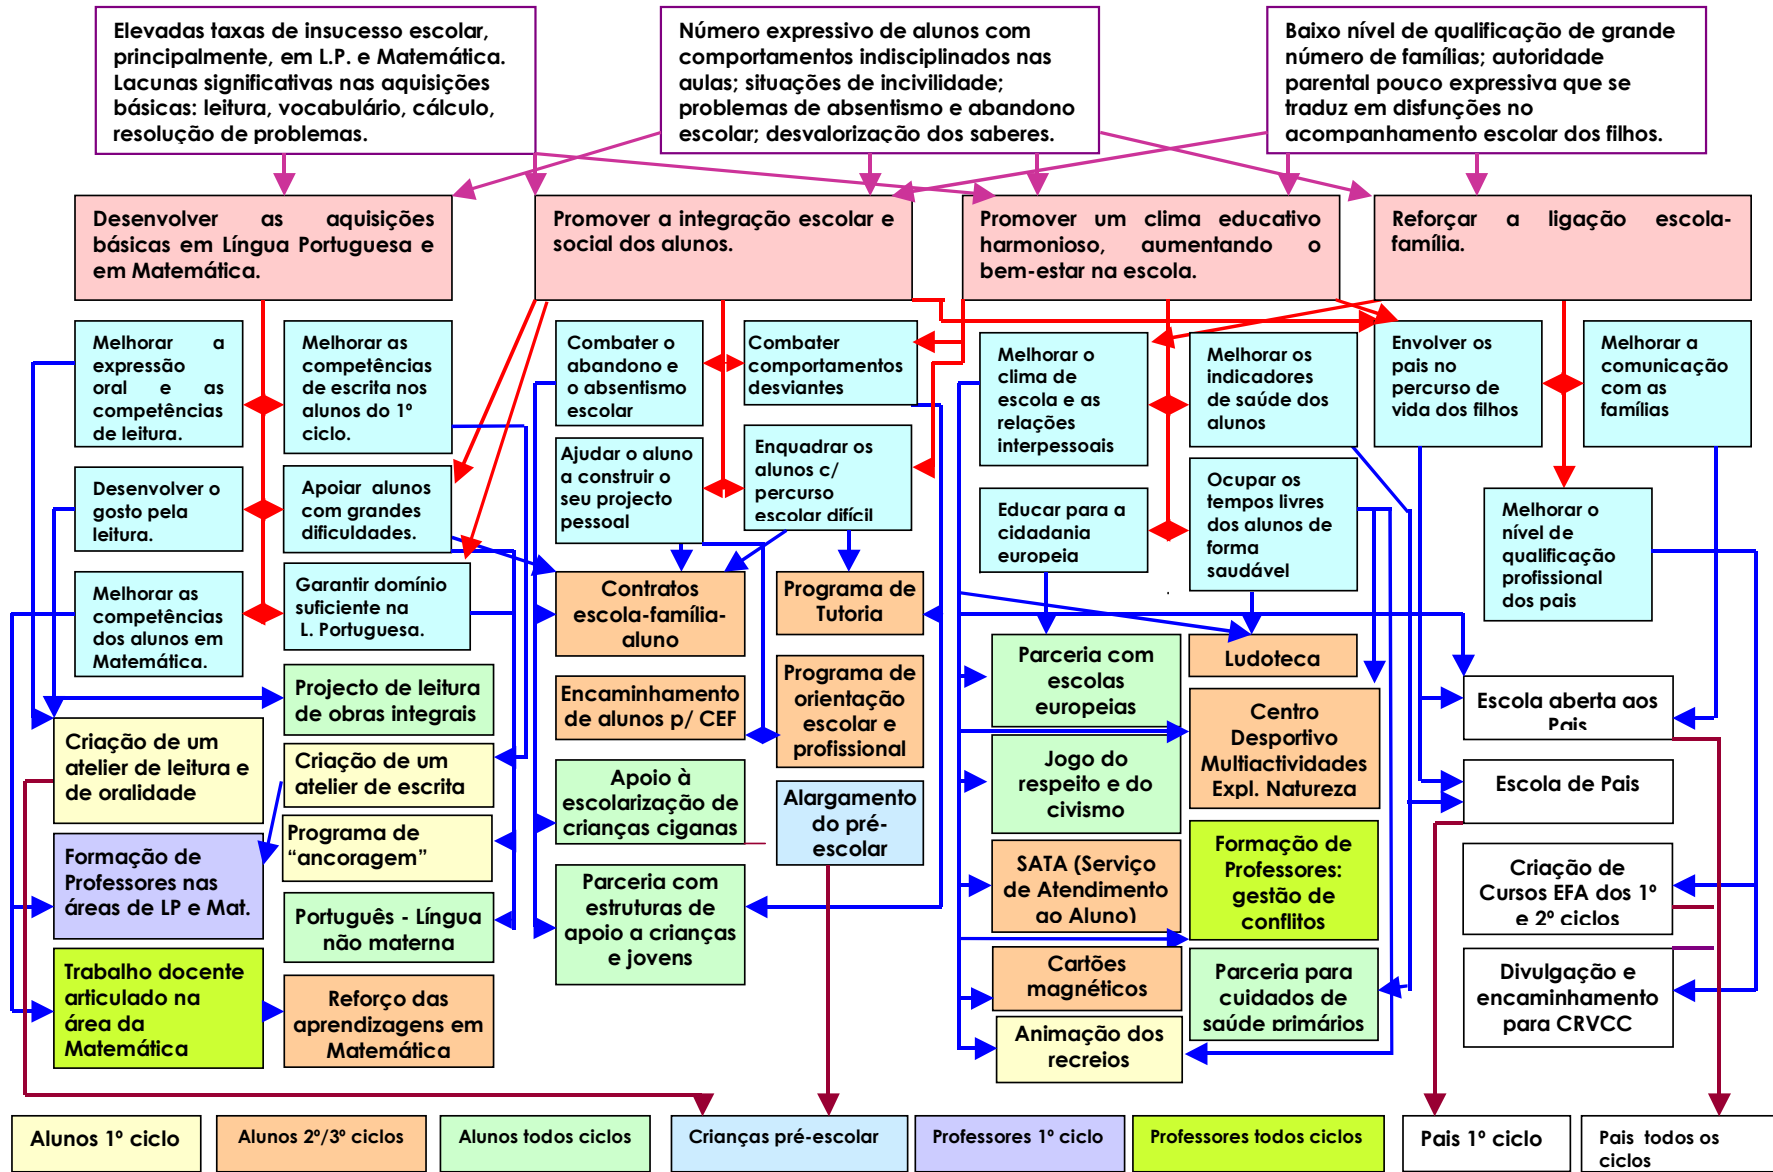 Elevadas taxas de insucesso escolar,
principalmente, em L.P. e Matemática.
Lacunas significativas nas aquisições
básicas: leitura, vocabulário, cálculo,
resolução de problemas.
Número expressivo de alunos com
comportamentos indisciplinados nas
aulas; situações de incivilidade;
problemas de absentismo e abandono
escolar; desvalorização dos saberes.
Baixo nível de qualificação de grande
número de famílias; autoridade
parental pouco expressiva que se
traduz em disfunções no
acompanhamento escolar dos filhos.
Desenvolver as aquisições
básicas em Língua Portuguesa e
em Matemática.
Promover a integração escolar e
social dos alunos.
Promover um clima educativo
harmonioso, aumentando o
bem-estar na escola.
Reforçar a ligação escola-
família.
Melhorar a
expressão
oral e as
competências
de leitura.
Melhorar as
competências
de escrita nos
alunos do 1º
ciclo.
Combater o
abandono e
o absentismo
escolar
Combater
comportamentos
desviantes
Melhorar o
clima de
escola e as
relações
interpessoais
Melhorar os
indicadores
de saúde dos
alunos
Envolver os
pais no
percurso de
vida dos filhos
Melhorar a
comunicação
com as
famílias
Desenvolver o
gosto pela
leitura.
Apoiar alunos
com grandes
dificuldades.
Ajudar o aluno
a construir o
seu projecto
pessoal
Enquadrar os
alunos c/
percurso
escolar difícil
Educar para a
cidadania
europeia
Ocupar os
tempos livres
dos alunos de
forma
saudável
Melhorar o
nível de
qualificação
profissional
dos pais
Melhorar as
competências
dos alunos em
Matemática.
Garantir domínio
suficiente na
L. Portuguesa.
Contratos
escola-família-
aluno
Programa de
Tutoria
Projecto de leitura
de obras integrais
Encaminhamento
de alunos p/ CEF
Programa de
orientação
escolar e
profissional
Parceria com
escolas
europeias
Ludoteca
Escola aberta aos
Pais
Criação de um
atelier de leitura e
de oralidade
Criação de um
atelier de escrita
Apoio à
escolarização de
crianças ciganas
Alargamento
do pré-
escolar
Jogo do
respeito e do
civismo
Centro
Desportivo
Multiactividades
Expl. Natureza
Escola de Pais
Formação de
Professores nas
áreas de LP e Mat.
Programa de
“ancoragem”
Português - Língua
não materna
Parceria com
estruturas de
apoio a crianças
e jovens
SATA (Serviço
de Atendimento
ao Aluno)
Formação de
Professores:
gestão de
conflitos
Criação de
Cursos EFA dos 1º
e 2º ciclos
Trabalho docente
articulado na
área da
Matemática
Reforço das
aprendizagens em
Matemática
Cartões
magnéticos
Animação dos
recreios
Parceria para
cuidados de
saúde primários
Divulgação e
encaminhamento
para CRVCC
Alunos 1º ciclo
Alunos 2º/3º ciclos
Alunos todos ciclos
Crianças pré-escolar
Professores 1º ciclo
Professores todos ciclos
Pais 1º ciclo
Pais todos os
ciclos